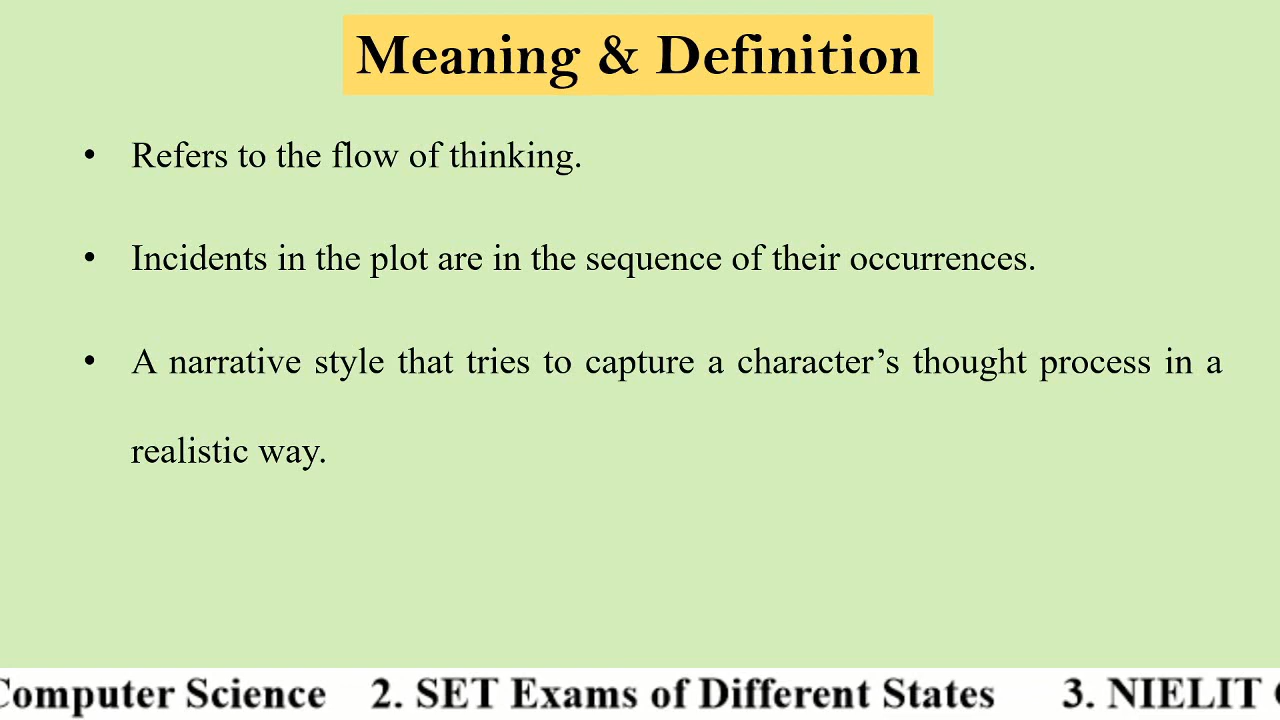 Meaning & Definition
• Refers to the flow of thinking.
• Incidents in the plot are in the sequence of their occurrences.
• A narrative style that tries to capture a character’s thought process in a
realistic way.
Computer Science 2. SET Exams of Different States 3. NIELIT